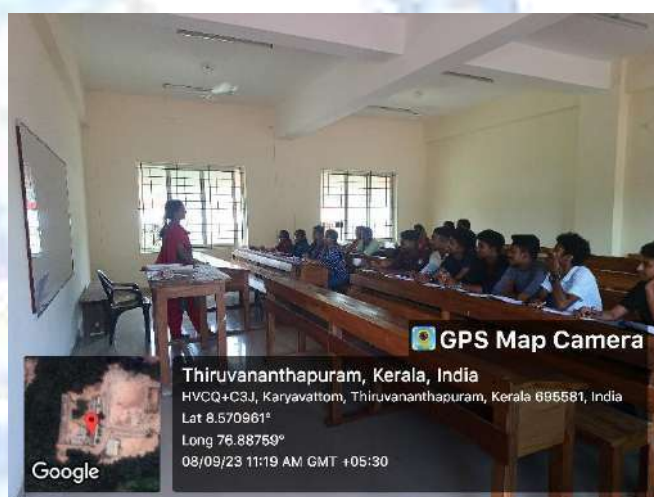 GPS Map Camera
Thiruvananthapuram, Kerala, India
HVCQ+C3J, Karyavattom, Thiruvananthapuram, Kerala 695581, India
Lat 8.570961°
Long 76.88759°
08/09/23 11:19 AM GMT +05:30
Google